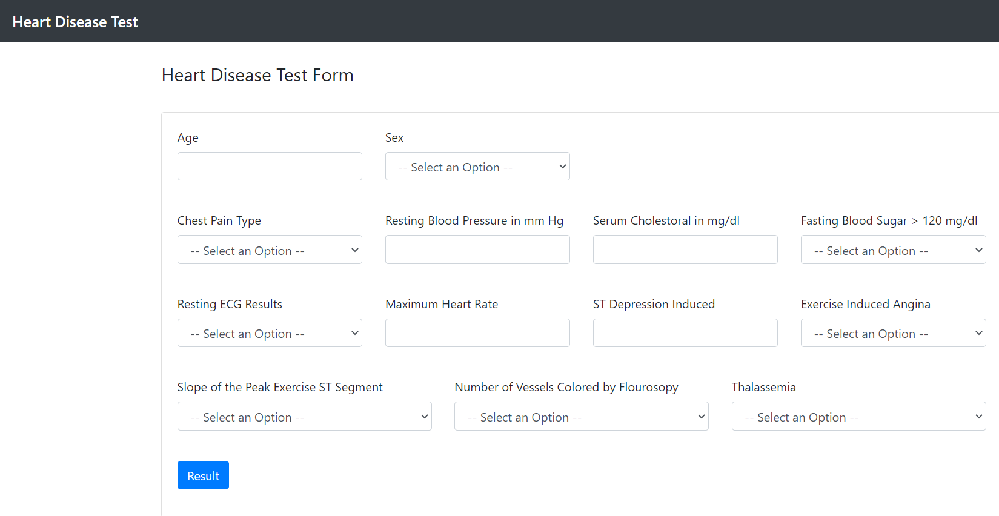 Heart Disease Test
Heart Disease Test Form
Age Sex
-- Select an Option --
Chest Pain Type Resting Blood Pressure in mm Hg Serum Cholestoral in mg/dl Fasting Blood Sugar > 120 mg/dl
-- Select an Option -- -- Select an Option --
Resting ECG Results Maximum Heart Rate ST Depression Induced Exercise Induced Angina
-- Select an Option -- -- Select an Option --
Slope of the Peak Exercise ST Segment Number of Vessels Colored by Flourosopy Thalassemia
-- Select an Option -- -- Select an Option -- -- Select an Option --
Result